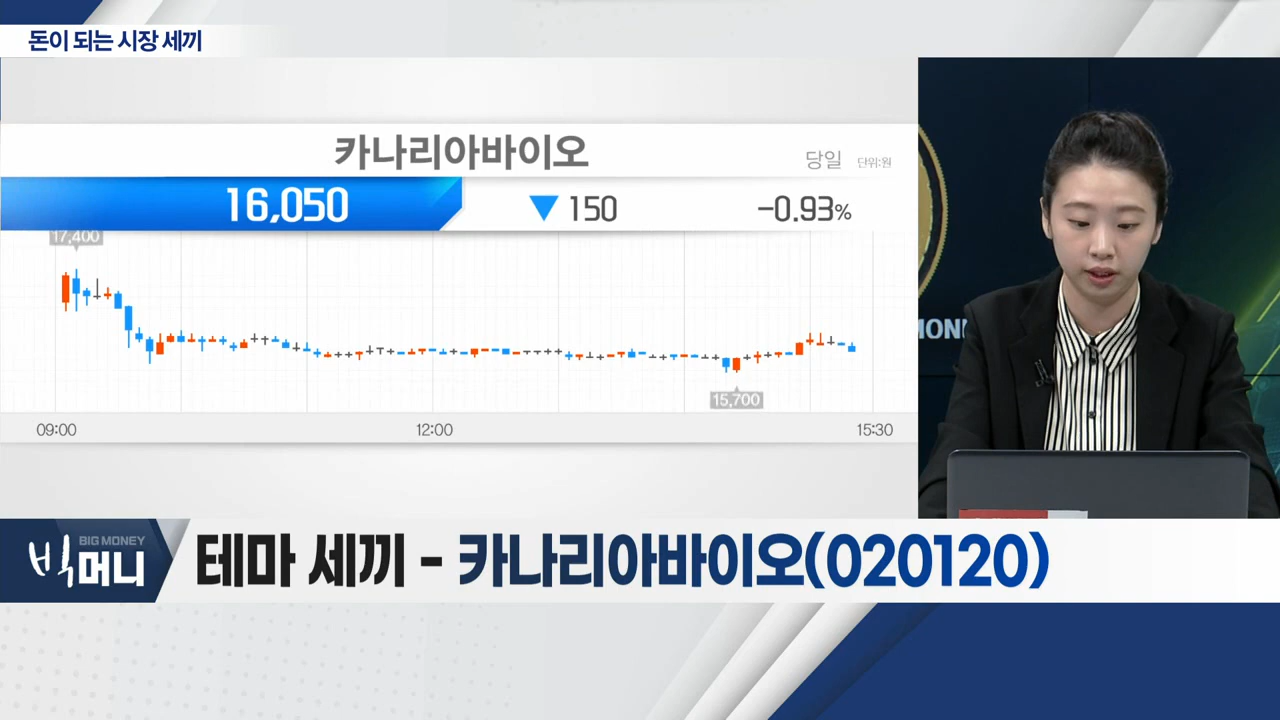 돈이 되는 시장 세끼
카나리아바이오
당일 단위:원
16,050 ▼ 150 -0.93%
17,400
15,700
09:00 12:00 15:30
BIG MONEY
빅머니
테마 세끼 - 카나리아바이오(020120)